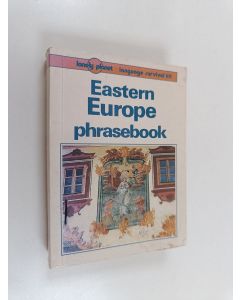 lonely planet language survival kit
Eastern
Europe
phrasebook